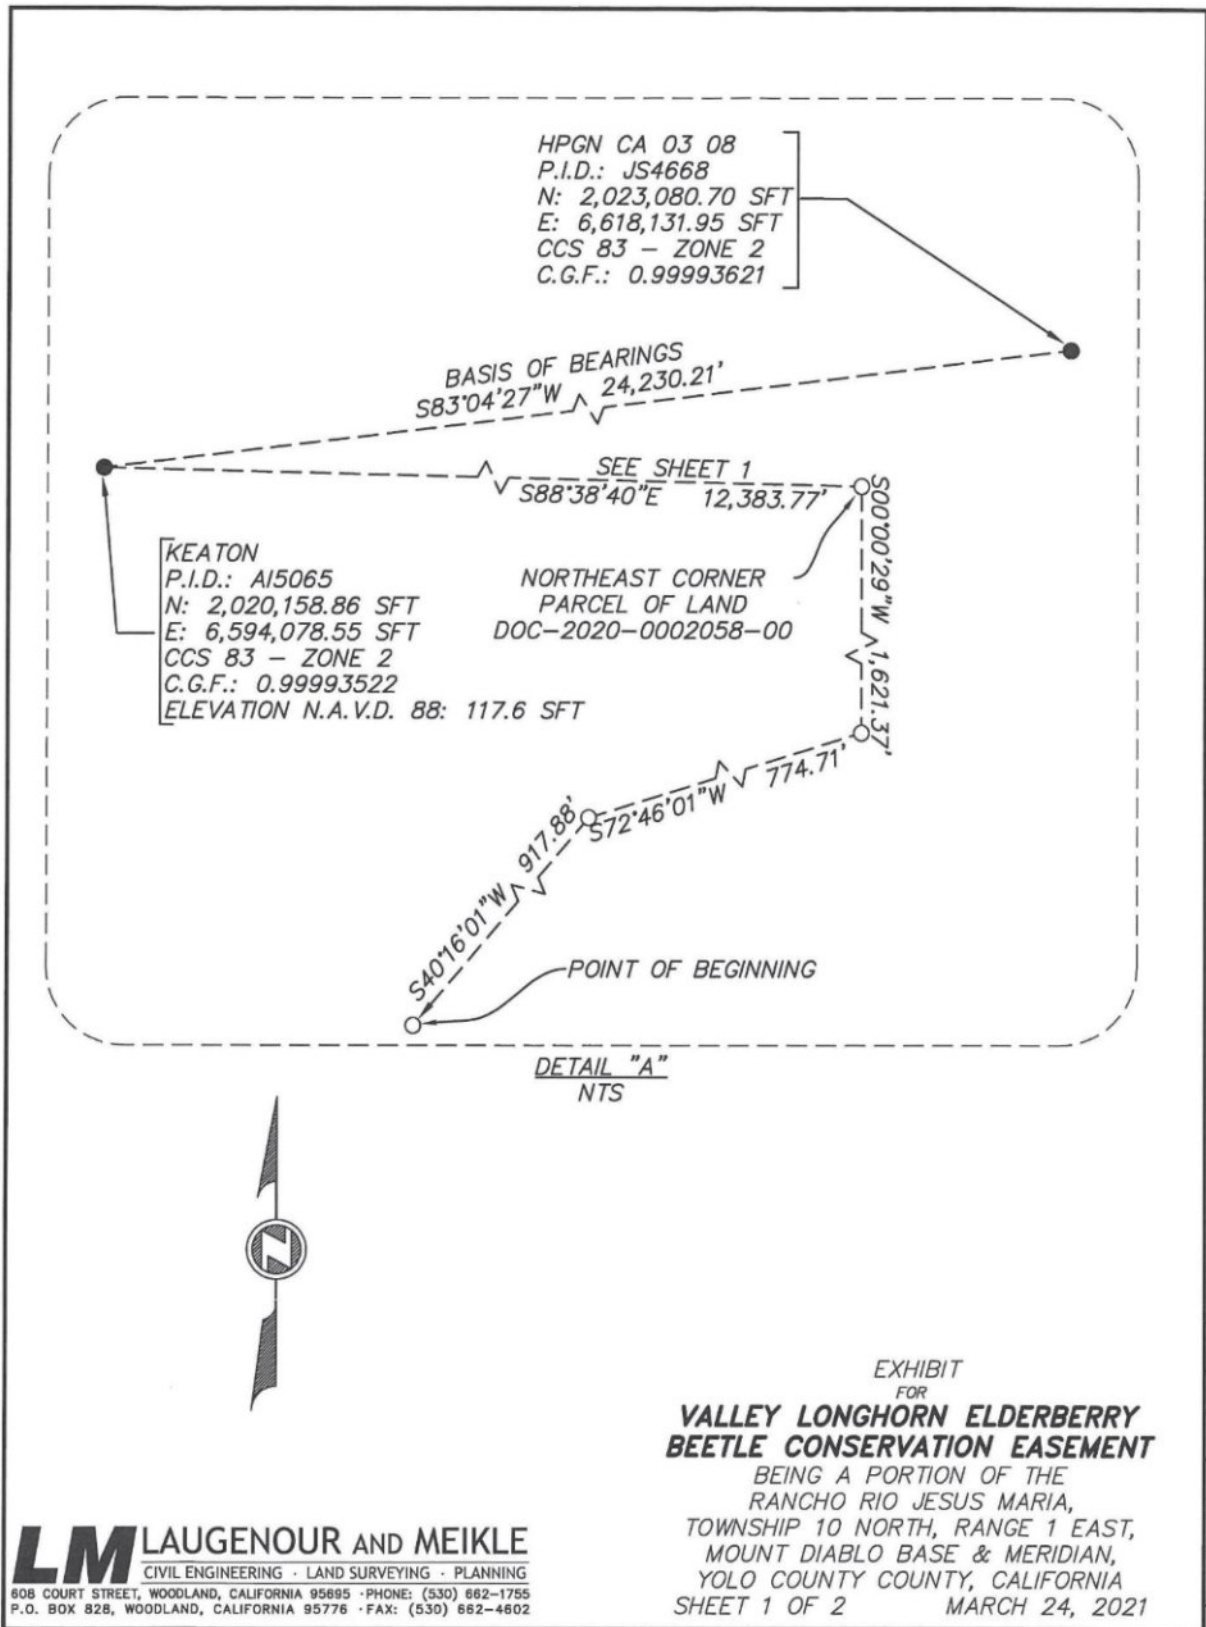 HPGN CA 03 08
P.I.D.: JS4668
N: 2,023,080.70 SFT
E: 6,618,131.95 SFT
CCS 83 – ZONE 2
C.G.F.: 0.99993621
BASIS OF BEARINGS
S83°04'27"W 24,230.21'
SEE SHEET 1
S88°38'40"E 12,383.77'
S00°00'29"W 1,621.37'
KEATON
P.I.D.: AI5065
N: 2,020,158.86 SFT
E: 6,594,078.55 SFT
CCS 83 – ZONE 2
C.G.F.: 0.99993522
ELEVATION N.A.V.D. 88: 117.6 SFT
NORTHEAST CORNER
PARCEL OF LAND
DOC–2020–0002058–00
S72°46'01"W 774.71'
S40°16'01"W 917.88'
POINT OF BEGINNING
DETAIL "A"
NTS
N
EXHIBIT
FOR
VALLEY LONGHORN ELDERBERRY
BEETLE CONSERVATION EASEMENT
BEING A PORTION OF THE
RANCHO RIO JESUS MARIA,
TOWNSHIP 10 NORTH, RANGE 1 EAST,
MOUNT DIABLO BASE & MERIDIAN,
YOLO COUNTY COUNTY, CALIFORNIA
SHEET 1 OF 2 MARCH 24, 2021
LM LAUGENOUR AND MEIKLE
CIVIL ENGINEERING · LAND SURVEYING · PLANNING
608 COURT STREET, WOODLAND, CALIFORNIA 95695 · PHONE: (530) 662–1755
P.O. BOX 828, WOODLAND, CALIFORNIA 95776 · FAX: (530) 662–4602